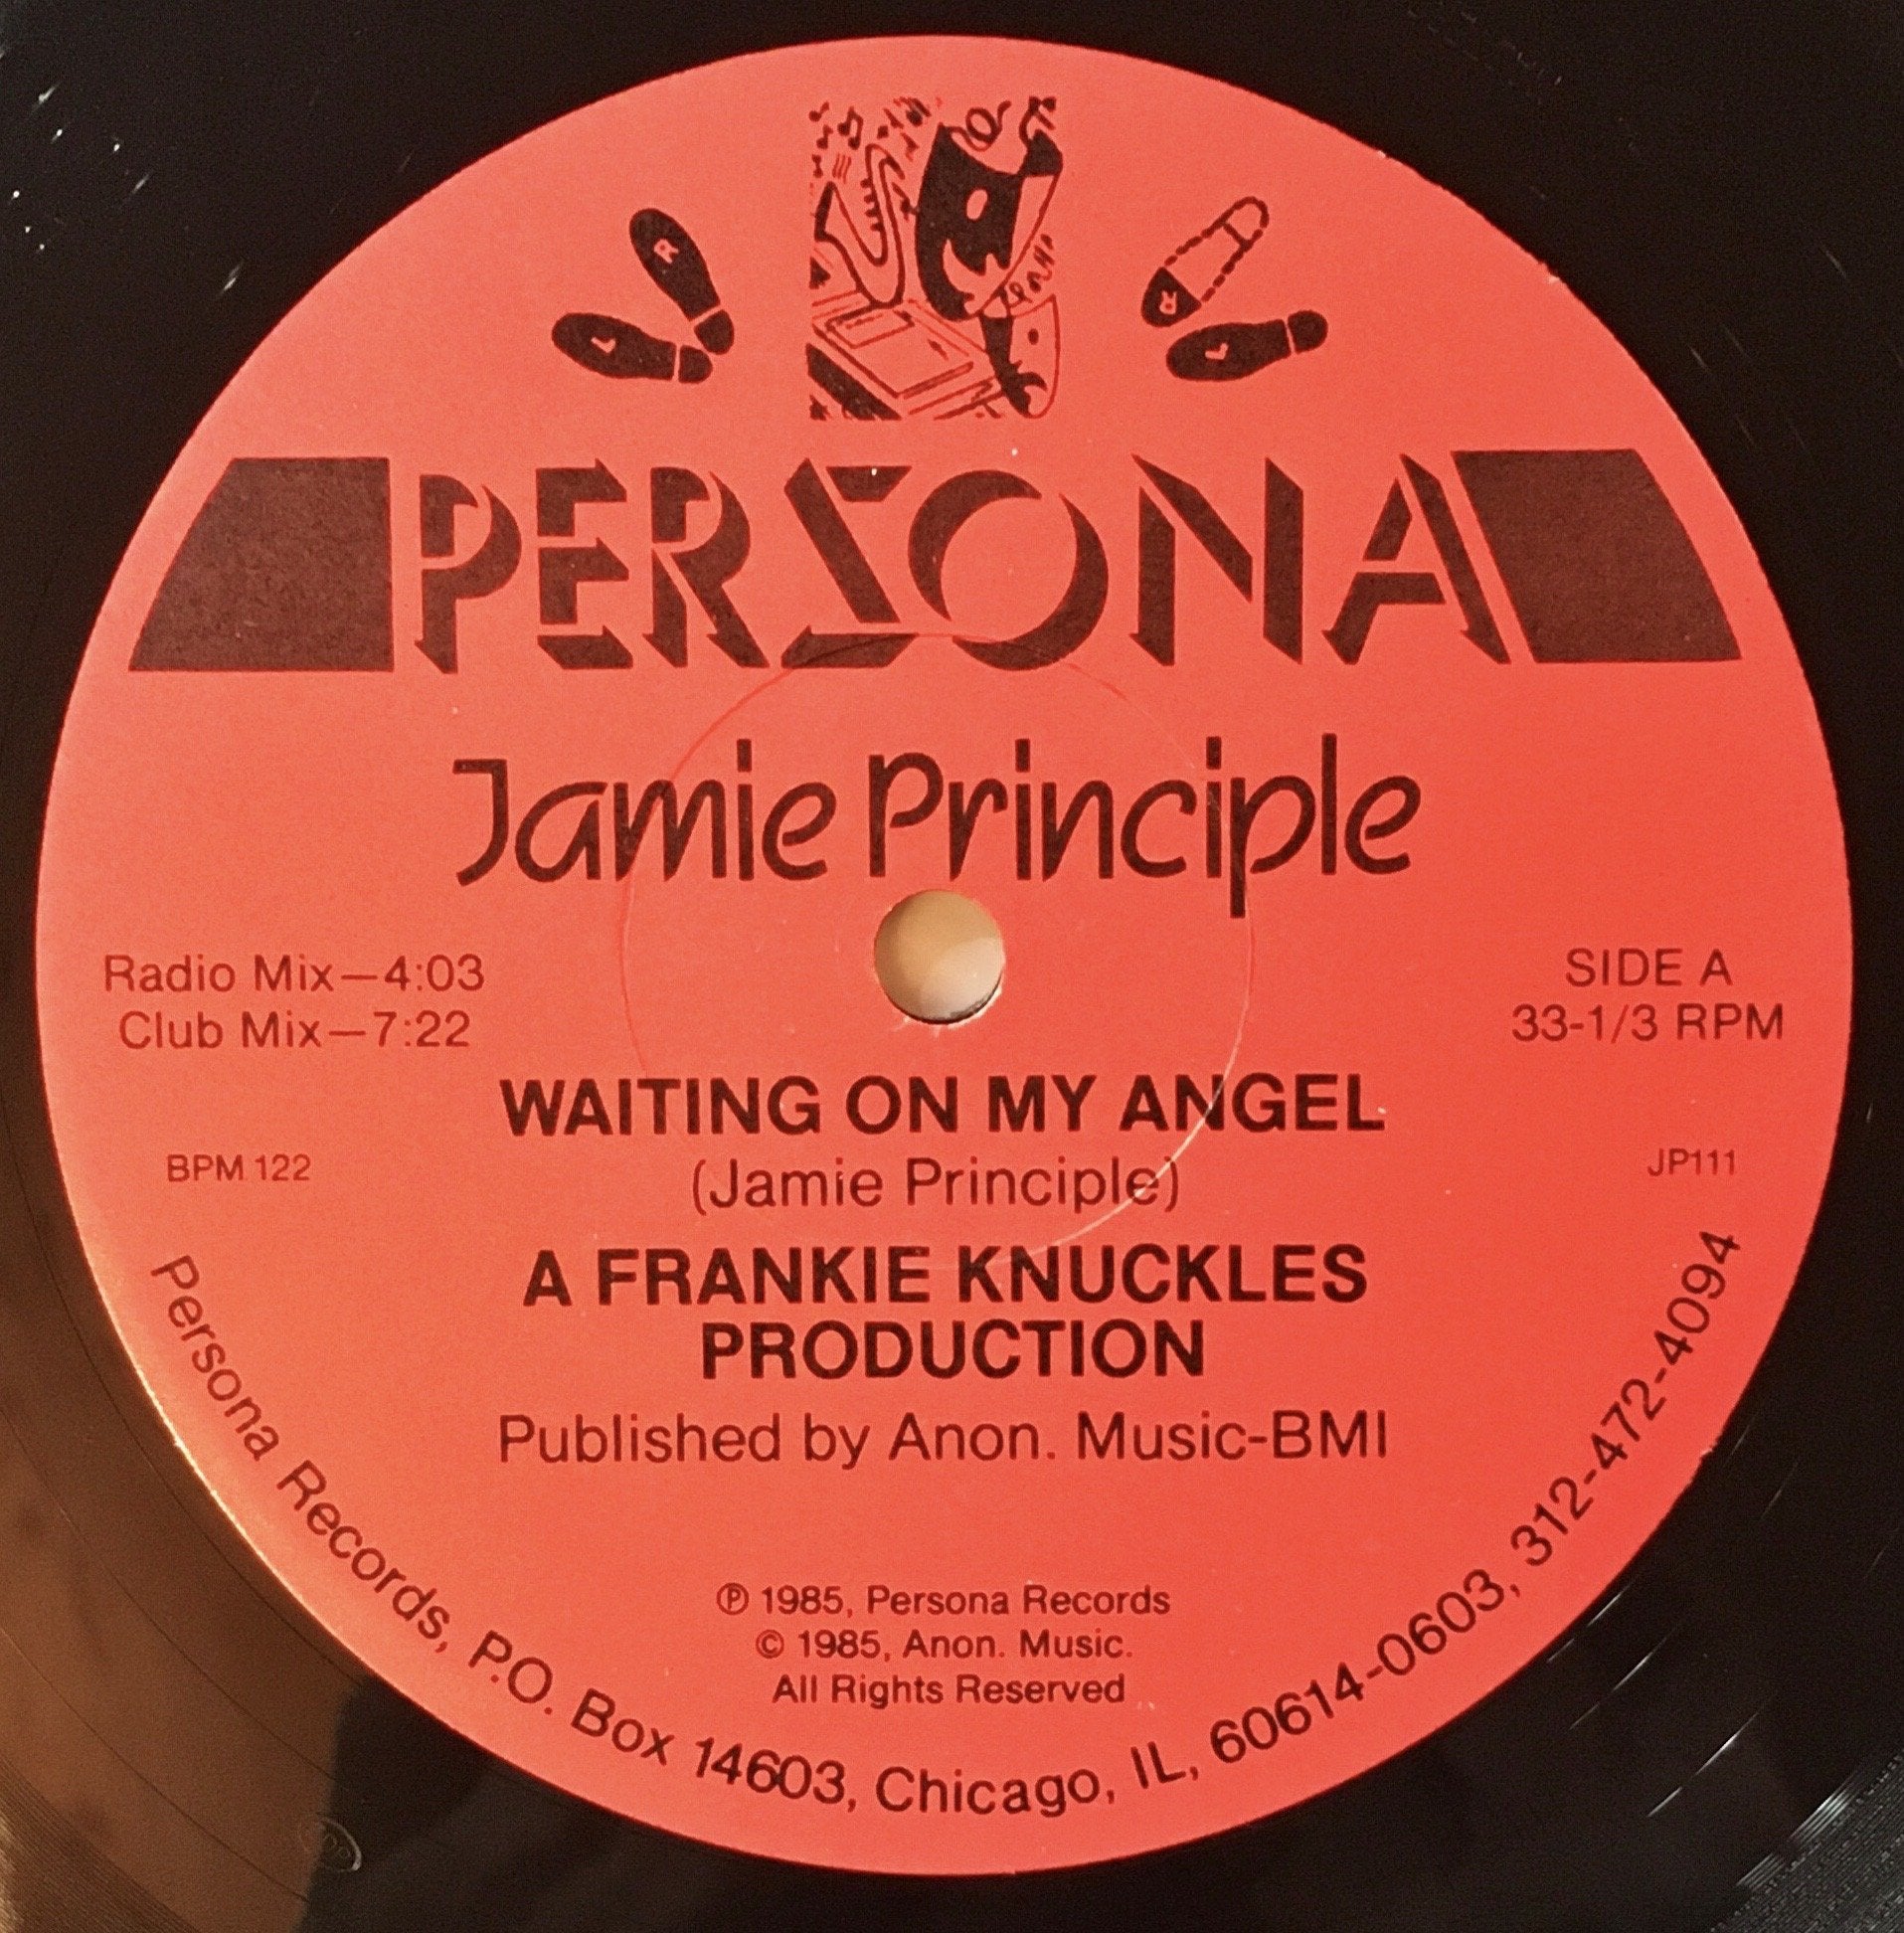 R
L
R
L
PERSONA
Jamie Principle
Radio Mix—4:03
Club Mix—7:22
SIDE A
33-1/3 RPM
WAITING ON MY ANGEL
(Jamie Principle)
BPM 122
JP111
A FRANKIE KNUCKLES
PRODUCTION
Published by Anon. Music-BMI
℗ 1985, Persona Records
© 1985, Anon. Music.
All Rights Reserved
Persona Records, P.O. Box 14603, Chicago, IL, 60614-0603, 312-472-4094